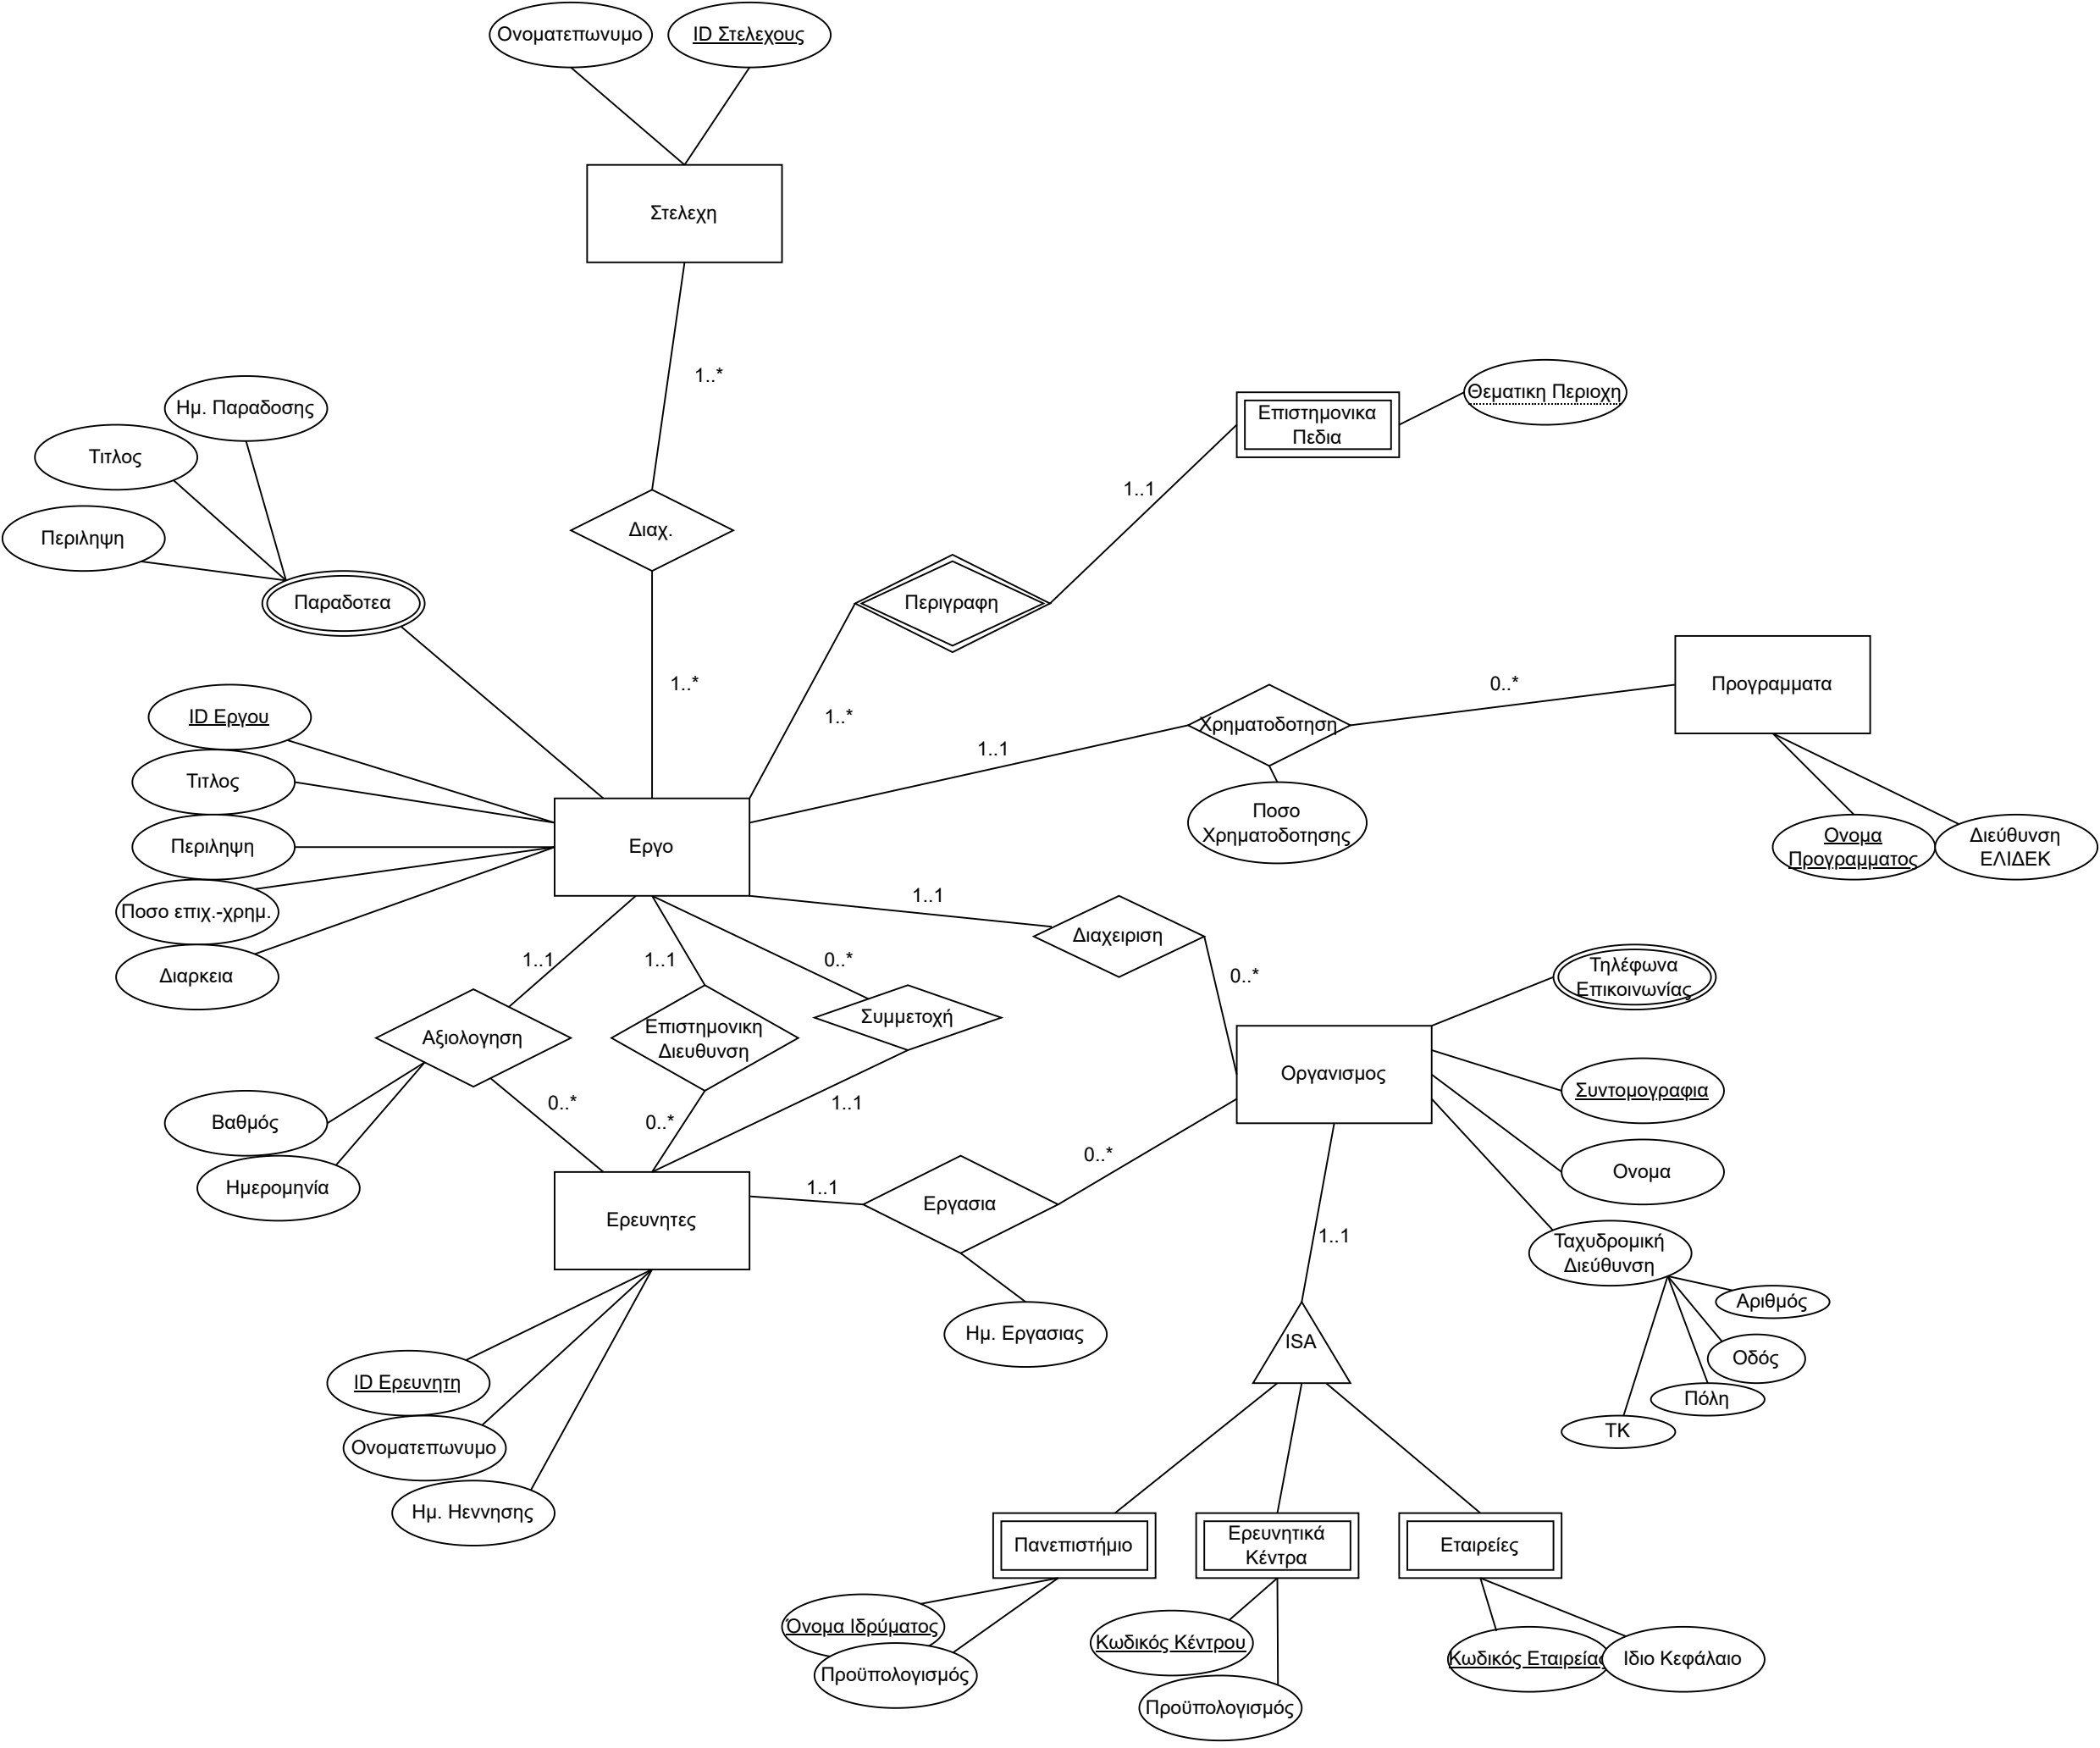 Ονοματεπωνυμο
ID Στελεχους
Στελεχη
1..*
Ημ. Παραδοσης
Τιτλος
Περιληψη
Παραδοτεα
Διαχ.
1..*
Επιστημονικα
Πεδια
Θεματικη Περιοχη
1..1
Περιγραφη
1..*
Προγραμματα
0..*
Χρηματοδοτηση
1..1
Ποσο
Χρηματοδοτησης
Ονομα
Προγραμματος
Διεύθυνση
ΕΛΙΔΕΚ
ID Εργου
Τιτλος
Περιληψη
Ποσο επιχ.-χρημ.
Διαρκεια
Εργο
1..1
Διαχειριση
0..*
1..1
1..1
0..*
Αξιολογηση
Επιστημονικη
Διευθυνση
Συμμετοχή
Βαθμός
Ημερομηνία
0..*
0..*
1..1
Οργανισμος
Τηλέφωνα
Επικοινωνίας
Συντομογραφια
Ονομα
Ταχυδρομική
Διεύθυνση
Αριθμός
Οδός
Πόλη
ΤΚ
Ερευνητες
1..1
Εργασια
0..*
Ημ. Εργασιας
ID Ερευνητη
Ονοματεπωνυμο
Ημ. Ηεννησης
1..1
ISA
Πανεπιστήμιο
Ερευνητικά
Κέντρα
Εταιρείες
Όνομα Ιδρύματος
Προϋπολογισμός
Κωδικός Κέντρου
Προϋπολογισμός
Κωδικός Εταιρείας
Ιδιο Κεφάλαιο